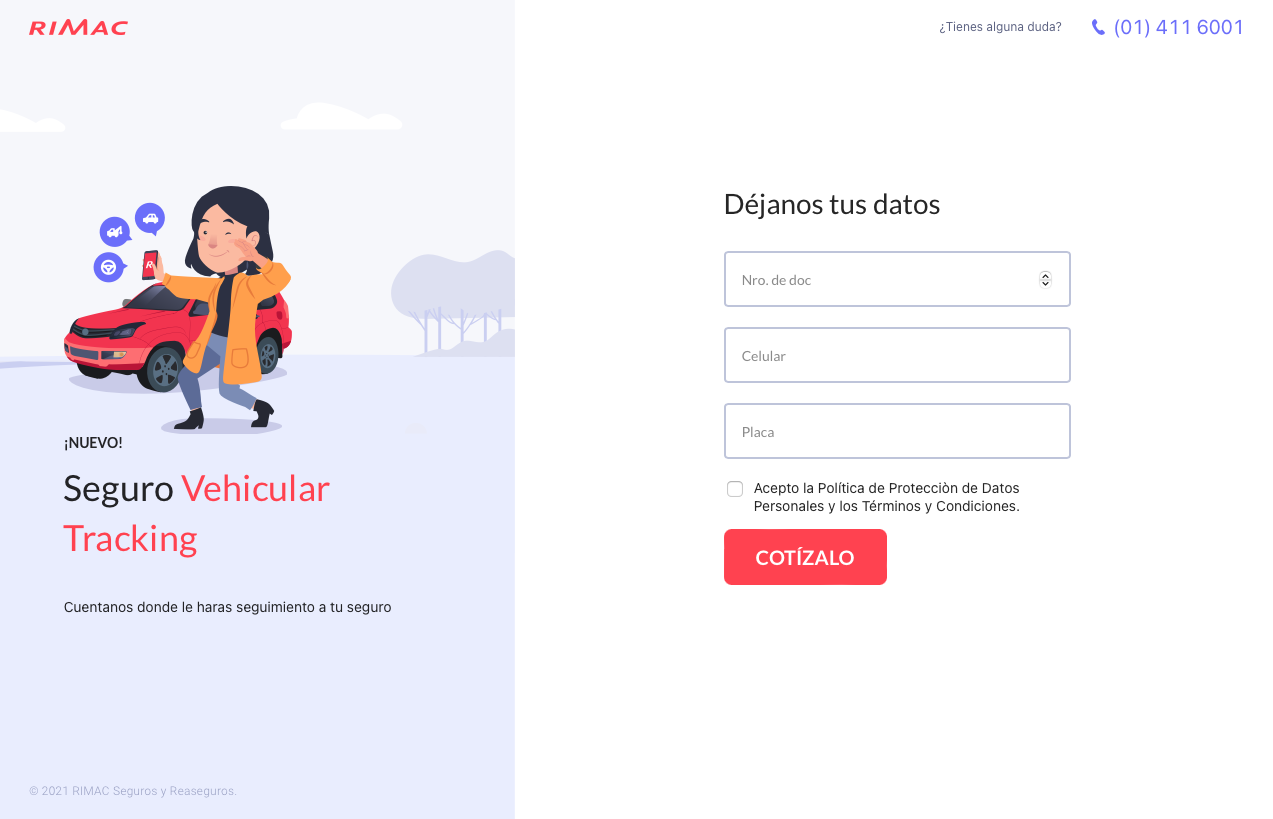 RIMAC
¿Tienes alguna duda?
(01) 411 6001
¡NUEVO!
Seguro Vehicular
Tracking
Cuentanos donde le haras seguimiento a tu seguro
© 2021 RIMAC Seguros y Reaseguros.
Déjanos tus datos
Nro. de doc
Celular
Placa
Acepto la Política de Protecciòn de Datos
Personales y los Términos y Condiciones.
COTÍZALO